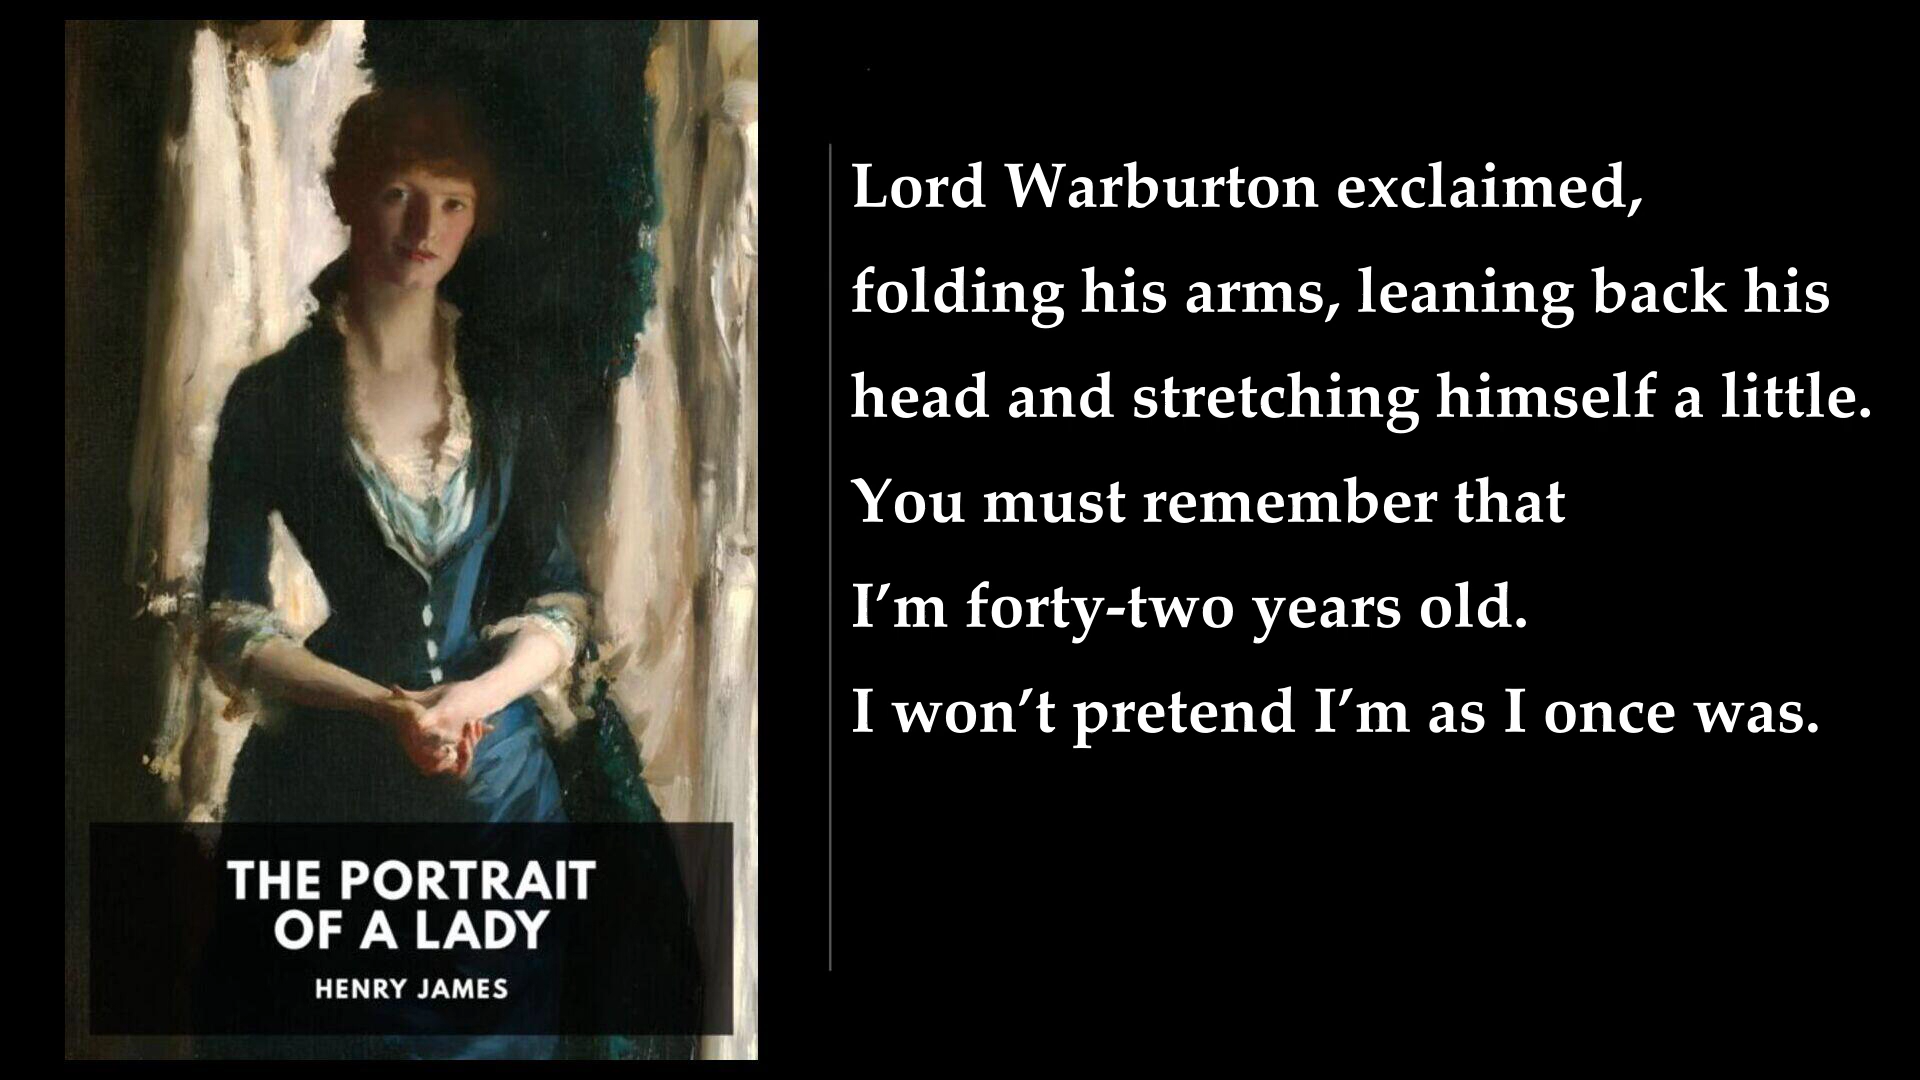 THE PORTRAIT
OF A LADY
HENRY JAMES
Lord Warburton exclaimed,
folding his arms, leaning back his
head and stretching himself a little.
You must remember that
I’m forty-two years old.
I won’t pretend I’m as I once was.